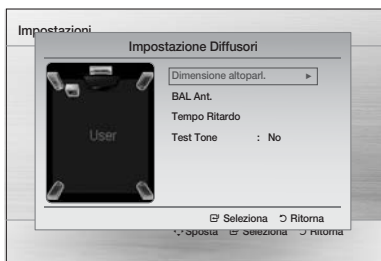 Impostazioni
Impostazione Diffusori
Dimensione altoparl. ►
BAL Ant.
Tempo Ritardo
Test Tone : No
User
Seleziona Ritorna
Sposta Seleziona Ritorna